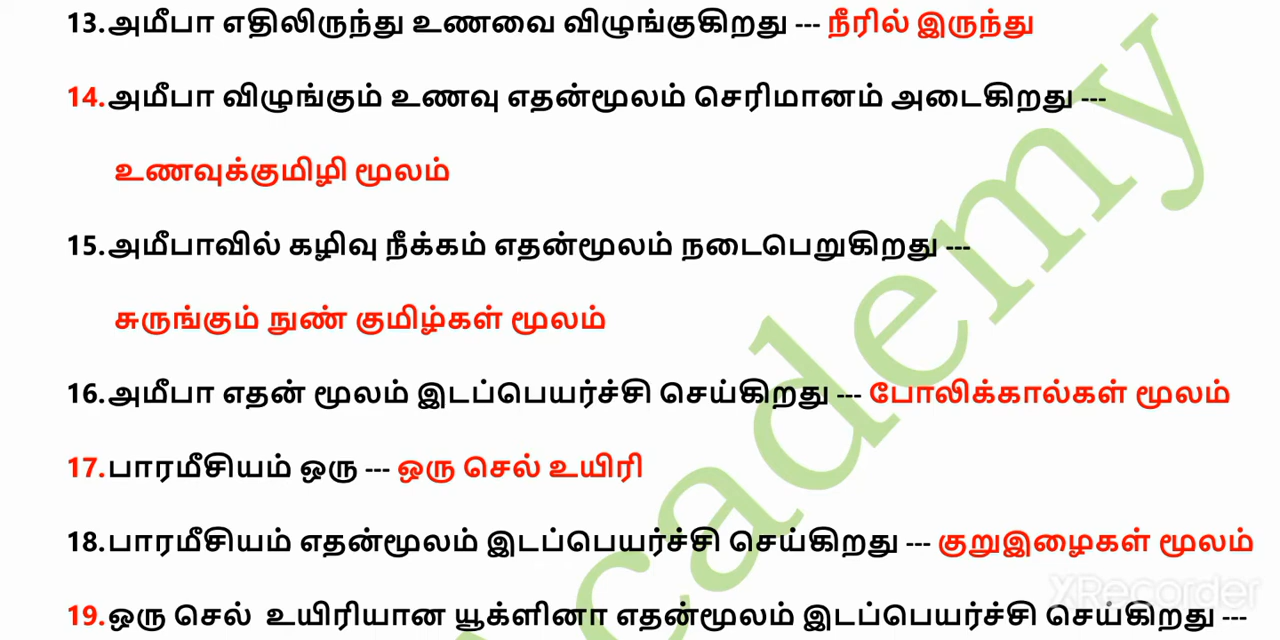 13.அமீபா எதிலிருந்து உணவை விழுங்குகிறது --- நீரில் இருந்து
14.அமீபா விழுங்கும் உணவு எதன்மூலம் செரிமானம் அடைகிறது ---
உணவுக்குமிழி மூலம்
15.அமீபாவில் கழிவு நீக்கம் எதன்மூலம் நடைபெறுகிறது ---
சுருங்கும் நுண் குமிழ்கள் மூலம்
16.அமீபா எதன் மூலம் இடப்பெயர்ச்சி செய்கிறது --- போலிக்கால்கள் மூலம்
17.பாரமீசியம் ஒரு --- ஒரு செல் உயிரி
18.பாரமீசியம் எதன்மூலம் இடப்பெயர்ச்சி செய்கிறது --- குறுஇழைகள் மூலம்
19.ஒரு செல் உயிரியான யூக்ளினா எதன்மூலம் இடப்பெயர்ச்சி செய்கிறது ---
cademy
XRecorder